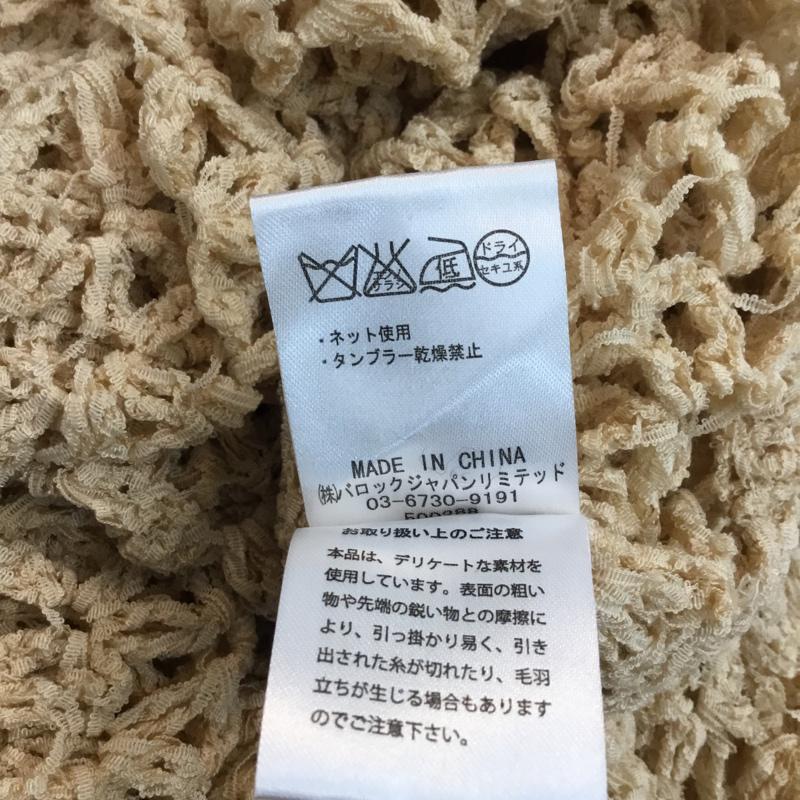 エンソ
サラシ
低
ドライ
セキユ系
・ネット使用
・タンブラー乾燥禁止
MADE IN CHINA
(株)バロックジャパンリミテッド
03-6730-9191
お取り扱い上のご注意
本品は、デリケートな素材を
使用しています。表面の粗い
物や先端の鋭い物との摩擦に
より、引っ掛かり易く、引き
出された糸が切れたり、毛羽
立ちが生じる場合もあります
のでご注意下さい。